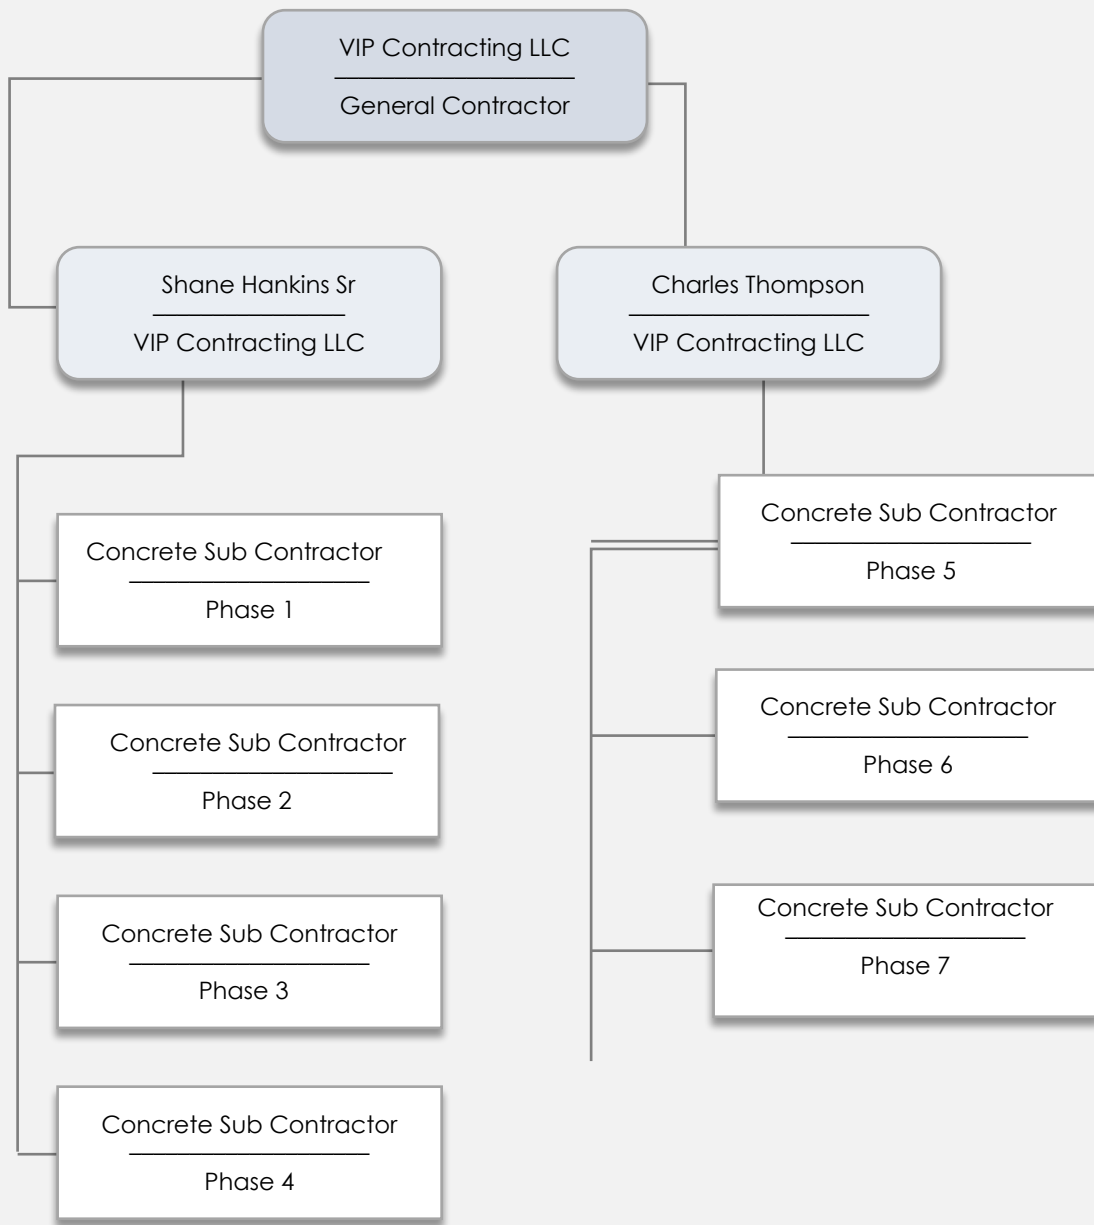 VIP Contracting LLC
General Contractor
Shane Hankins Sr
VIP Contracting LLC
Charles Thompson
VIP Contracting LLC
Concrete Sub Contractor
Phase 1
Concrete Sub Contractor
Phase 2
Concrete Sub Contractor
Phase 3
Concrete Sub Contractor
Phase 4
Concrete Sub Contractor
Phase 5
Concrete Sub Contractor
Phase 6
Concrete Sub Contractor
Phase 7